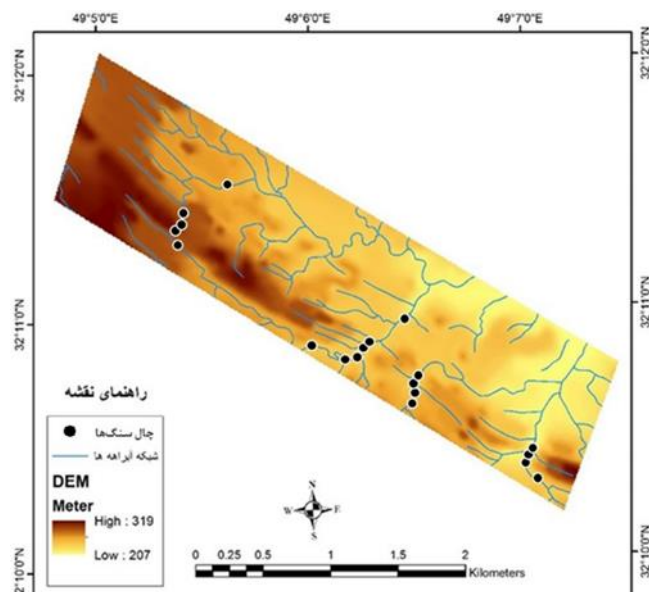 49°5'0"E 49°6'0"E 49°7'0"E
32°12'0"N
32°12'0"N
32°11'0"N
32°11'0"N
راهنمای نقشه
چال سنگ‌ها
شبکه آبراهه ها
DEM
Meter
High : 319
Low : 207
N
W E
S
0 0.25 0.5 1 1.5 2
Kilometers
32°10'0"N
32°10'0"N